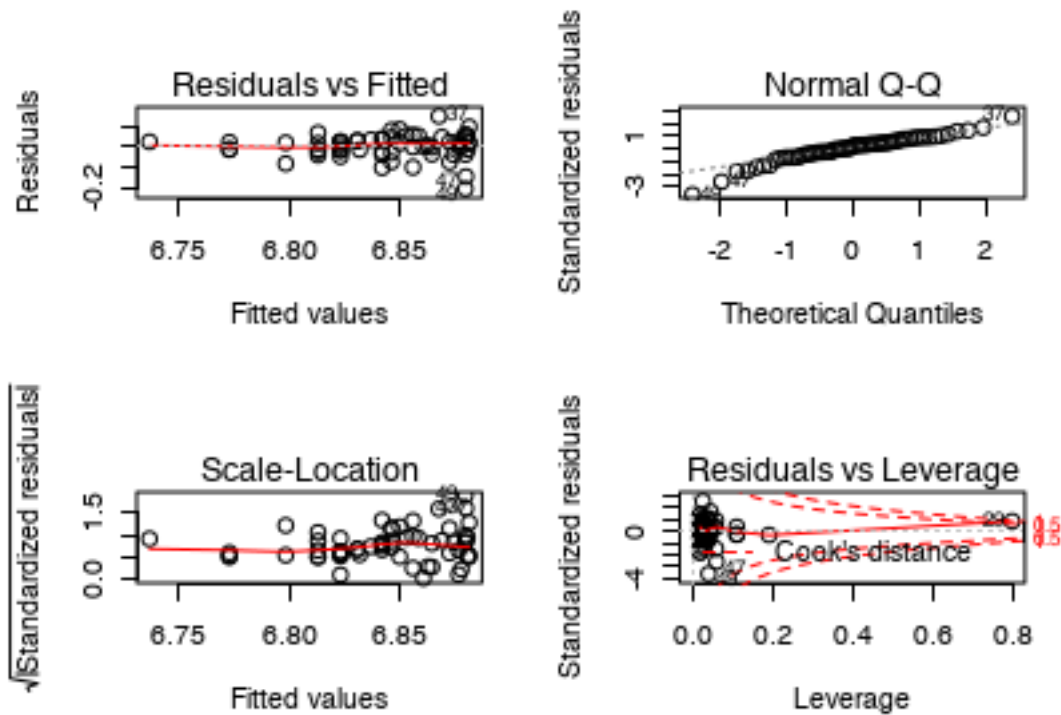 Residuals vs Fitted
Residuals
-0.2
37
6.75 6.80 6.85
Fitted values
Normal Q-Q
Standardized residuals
1
-3
37
-2 -1 0 1 2
Theoretical Quantiles
Scale-Location
√|Standardized residuals|
1.5
0.0
6.75 6.80 6.85
Fitted values
Residuals vs Leverage
Standardized residuals
0
-4
Cook's distance
0.5
0.0 0.2 0.4 0.6 0.8
Leverage